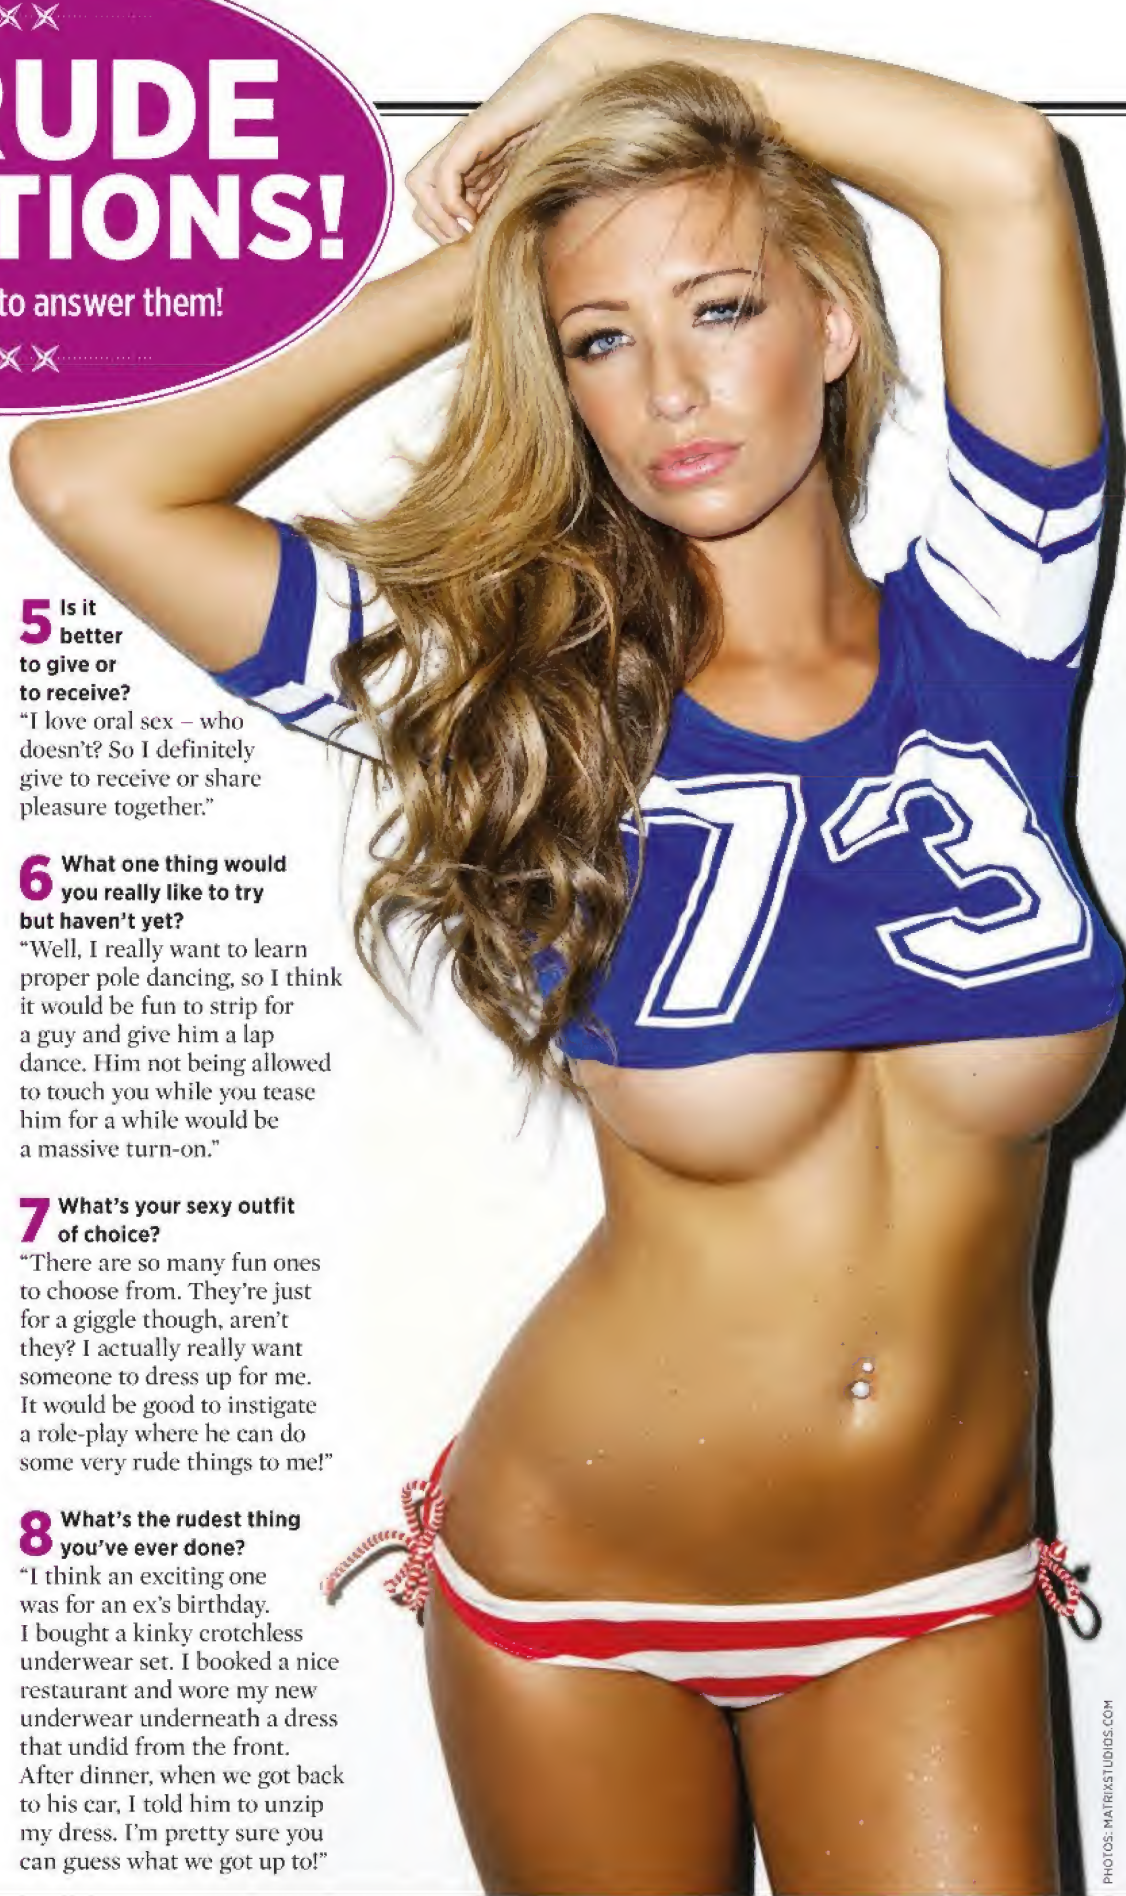 RUDE
TIONS!
to answer them!
5 Is it
better
to give or
to receive?
“I love oral sex – who
doesn’t? So I definitely
give to receive or share
pleasure together.”
6 What one thing would
you really like to try
but haven’t yet?
“Well, I really want to learn
proper pole dancing, so I think
it would be fun to strip for
a guy and give him a lap
dance. Him not being allowed
to touch you while you tease
him for a while would be
a massive turn-on.”
7 What’s your sexy outfit
of choice?
“There are so many fun ones
to choose from. They’re just
for a giggle though, aren’t
they? I actually really want
someone to dress up for me.
It would be good to instigate
a role-play where he can do
some very rude things to me!”
8 What’s the rudest thing
you’ve ever done?
“I think an exciting one
was for an ex’s birthday.
I bought a kinky crotchless
underwear set. I booked a nice
restaurant and wore my new
underwear underneath a dress
that undid from the front.
After dinner, when we got back
to his car, I told him to unzip
my dress. I’m pretty sure you
can guess what we got up to!”
73
PHOTOS: MATRIXSTUDIOS.COM